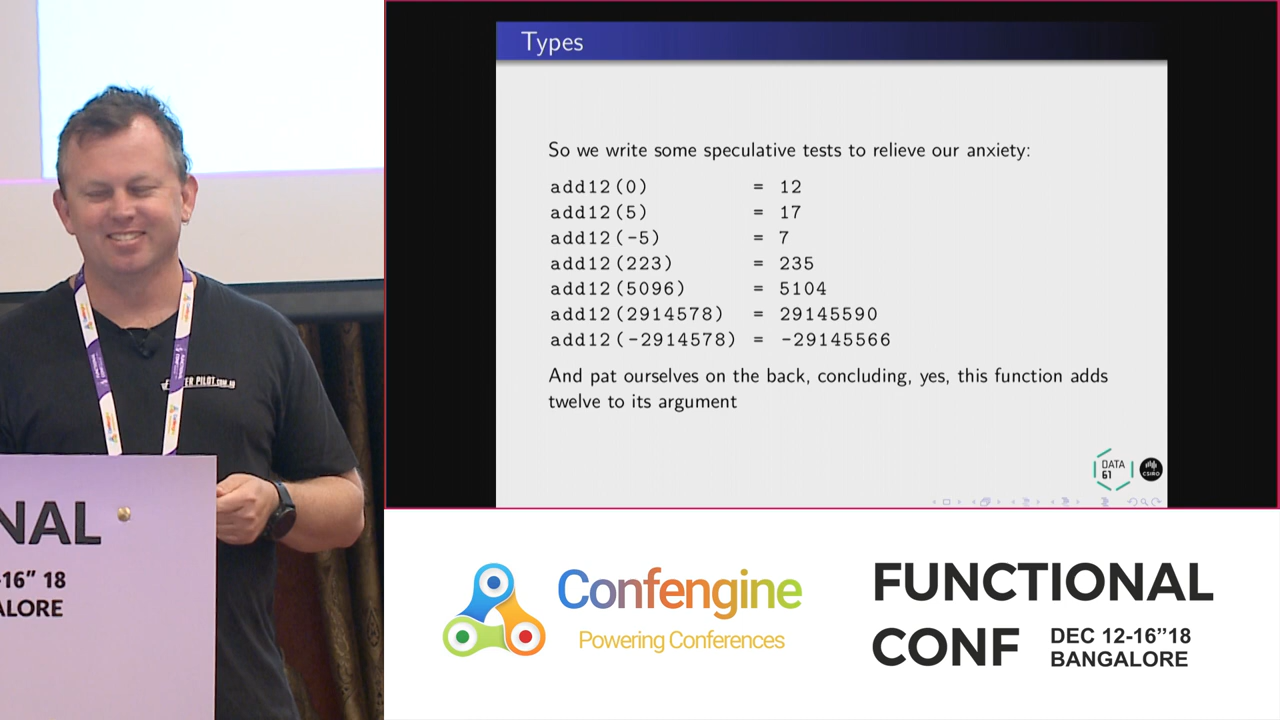 Types
So we write some speculative tests to relieve our anxiety:
add12(0) = 12
add12(5) = 17
add12(-5) = 7
add12(223) = 235
add12(5096) = 5104
add12(2914578) = 29145590
add12(-2914578) = -29145566
And pat ourselves on the back, concluding, yes, this function adds
twelve to its argument
DATA
61
CSIRO
NAL
-16" 18
ALORE
Confengine
Powering Conferences
FUNCTIONAL
CONF
DEC 12-16"18
BANGALORE